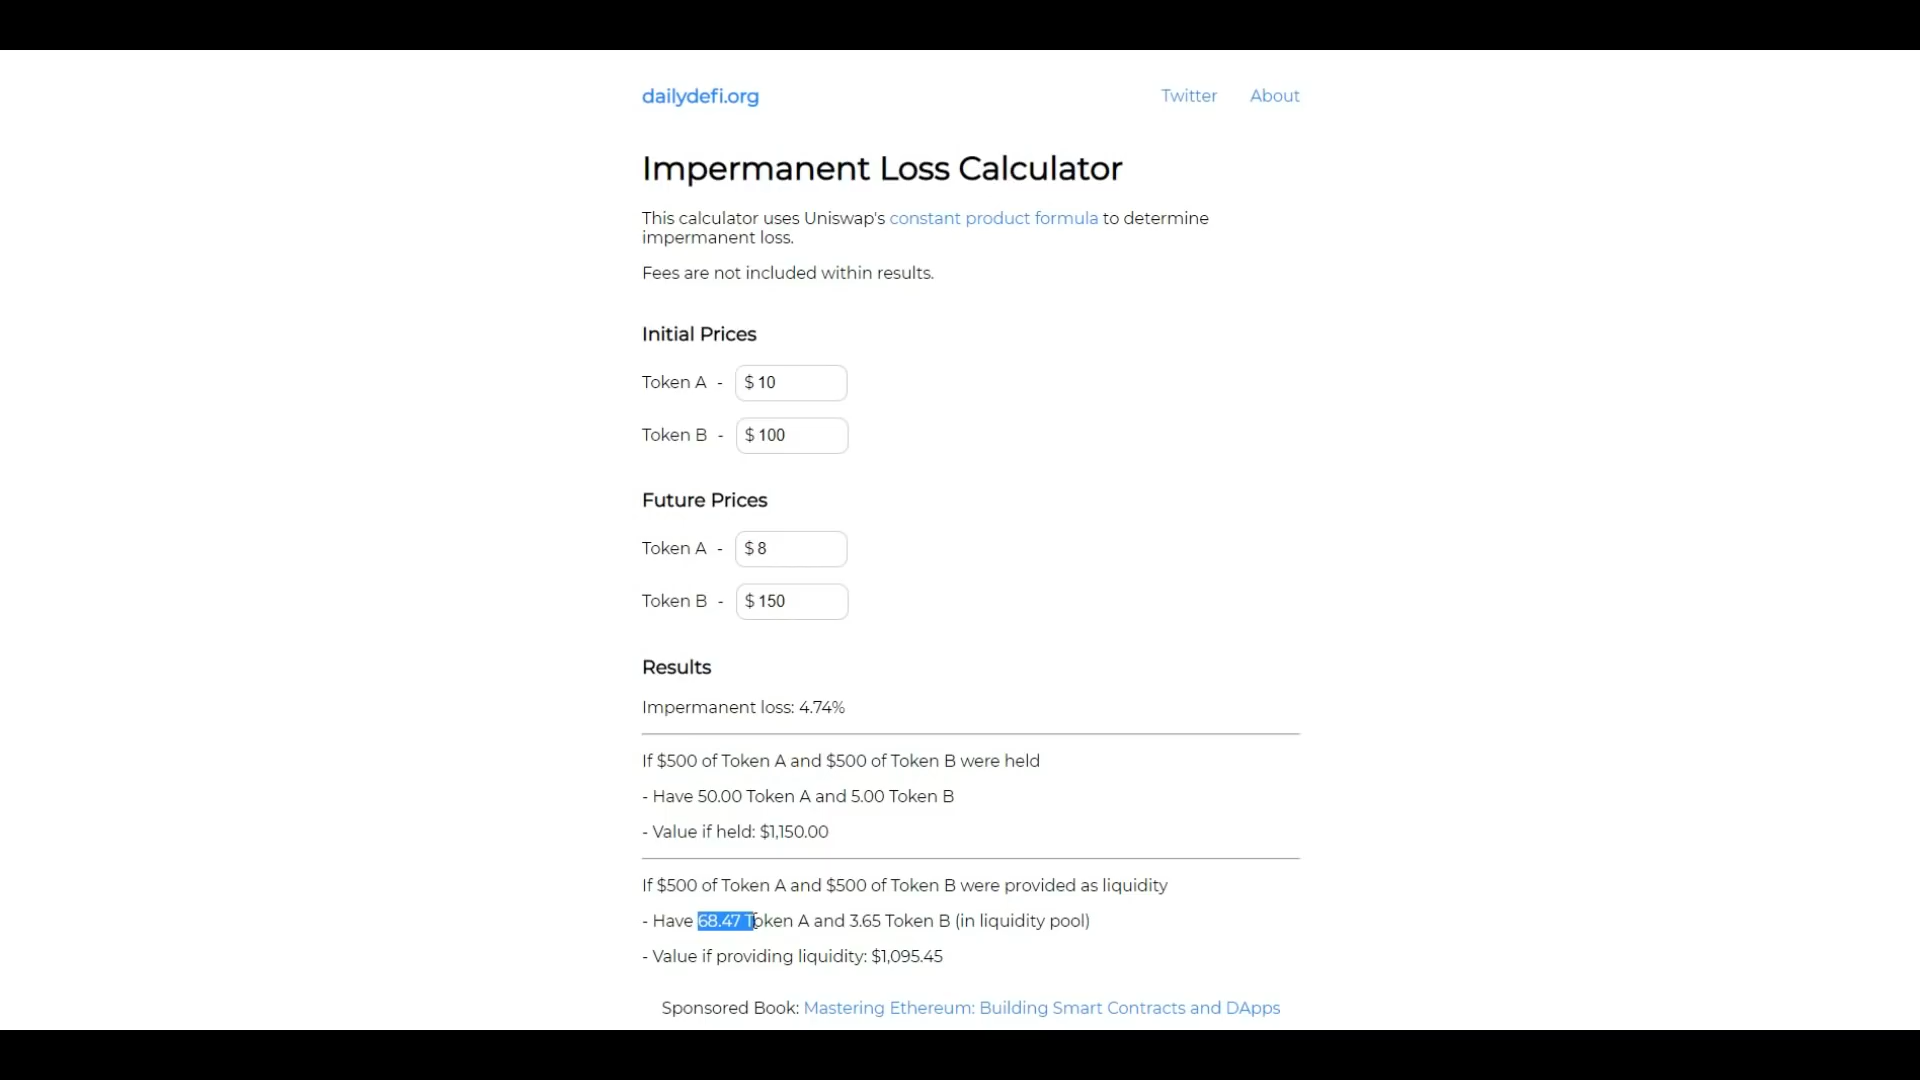 dailydefi.org Twitter About
Impermanent Loss Calculator
This calculator uses Uniswap's constant product formula to determine
impermanent loss.
Fees are not included within results.
Initial Prices
Token A - $ 10
Token B - $ 100
Future Prices
Token A - $ 8
Token B - $ 150
Results
Impermanent loss: 4.74%
If $500 of Token A and $500 of Token B were held
- Have 50.00 Token A and 5.00 Token B
- Value if held: $1,150.00
If $500 of Token A and $500 of Token B were provided as liquidity
- Have 68.47 Token A and 3.65 Token B (in liquidity pool)
- Value if providing liquidity: $1,095.45
Sponsored Book: Mastering Ethereum: Building Smart Contracts and DApps